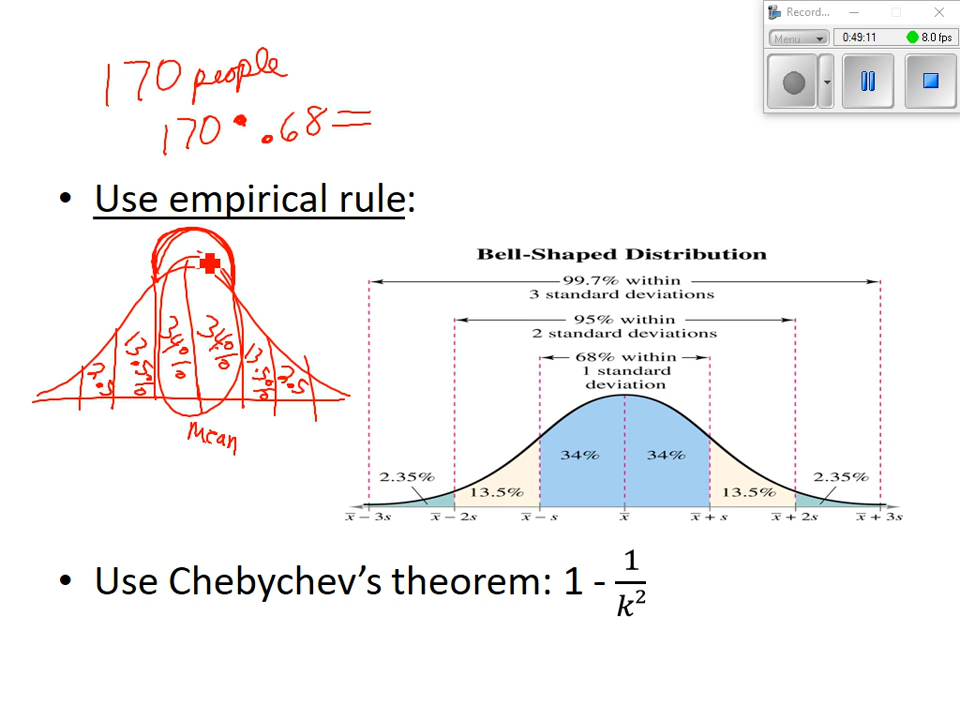 Record...
Menu
0:49:11
8.0 fps
170 people
170 • .68 =
• Use empirical rule:
2.5
13.5%
34%
34%
13.5%
2.5
Mean
Bell-Shaped Distribution
99.7% within
3 standard deviations
95% within
2 standard deviations
68% within
1 standard
deviation
34%
34%
2.35%
2.35%
13.5%
13.5%
x̄ − 3s
x̄ − 2s
x̄ − s
x̄
x̄ + s
x̄ + 2s
x̄ + 3s
• Use Chebychev’s theorem: 1 - 1/k²